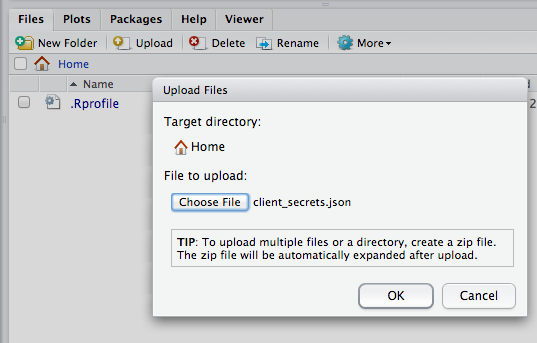 Files Plots Packages Help Viewer
New Folder Upload Delete Rename More
Home
Name
.Rprofile
Upload Files
Target directory:
Home
File to upload:
Choose File client_secrets.json
TIP: To upload multiple files or a directory, create a zip file.
The zip file will be automatically expanded after upload.
OK Cancel